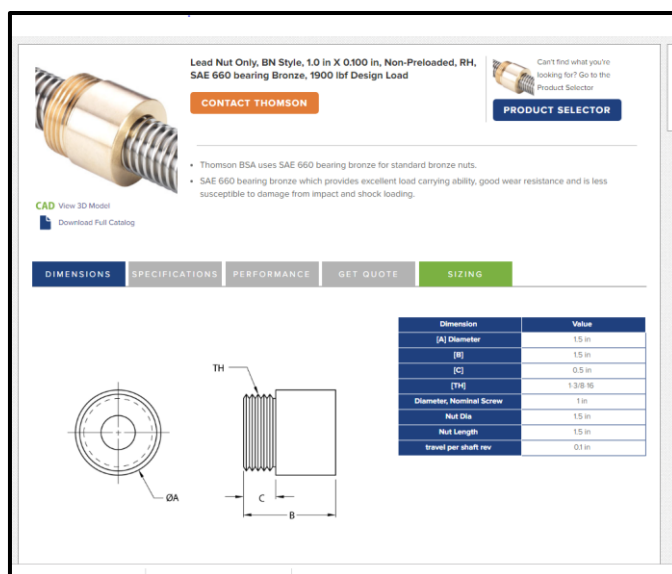 Lead Nut Only, BN Style, 1.0 in X 0.100 in, Non-Preloaded, RH,
SAE 660 bearing Bronze, 1900 lbf Design Load
CONTACT THOMSON
Can't find what you're
looking for? Go to the
Product Selector
PRODUCT SELECTOR
• Thomson BSA uses SAE 660 bearing bronze for standard bronze nuts.
• SAE 660 bearing bronze which provides excellent load carrying ability, good wear resistance and is less
susceptible to damage from impact and shock loading.
CAD View 3D Model
Download Full Catalog
DIMENSIONS SPECIFICATIONS PERFORMANCE GET QUOTE SIZING
Dimension Value
[A] Diameter 1.5 in
[B] 1.5 in
[C] 0.5 in
[TH] 1-3/8-16
Diameter, Nominal Screw 1 in
Nut Dia 1.5 in
Nut Length 1.5 in
travel per shaft rev 0.1 in
TH
ØA
C
B